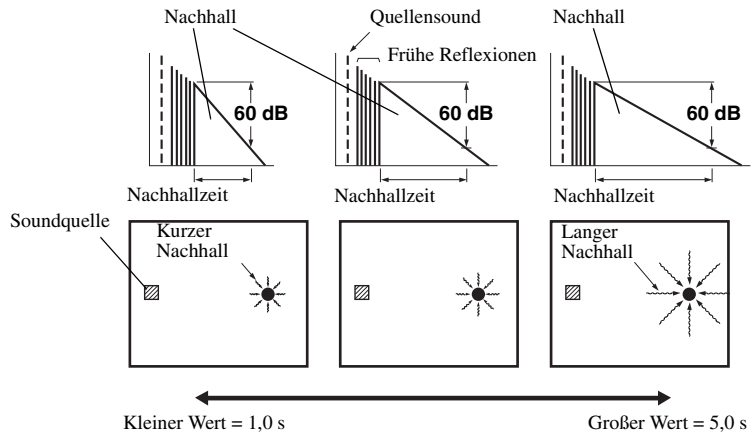 Nachhall
Quellensound
Nachhall
Frühe Reflexionen
60 dB
60 dB
60 dB
Nachhallzeit
Nachhallzeit
Nachhallzeit
Soundquelle
Kurzer
Nachhall
Langer
Nachhall
Kleiner Wert = 1,0 s
Großer Wert = 5,0 s